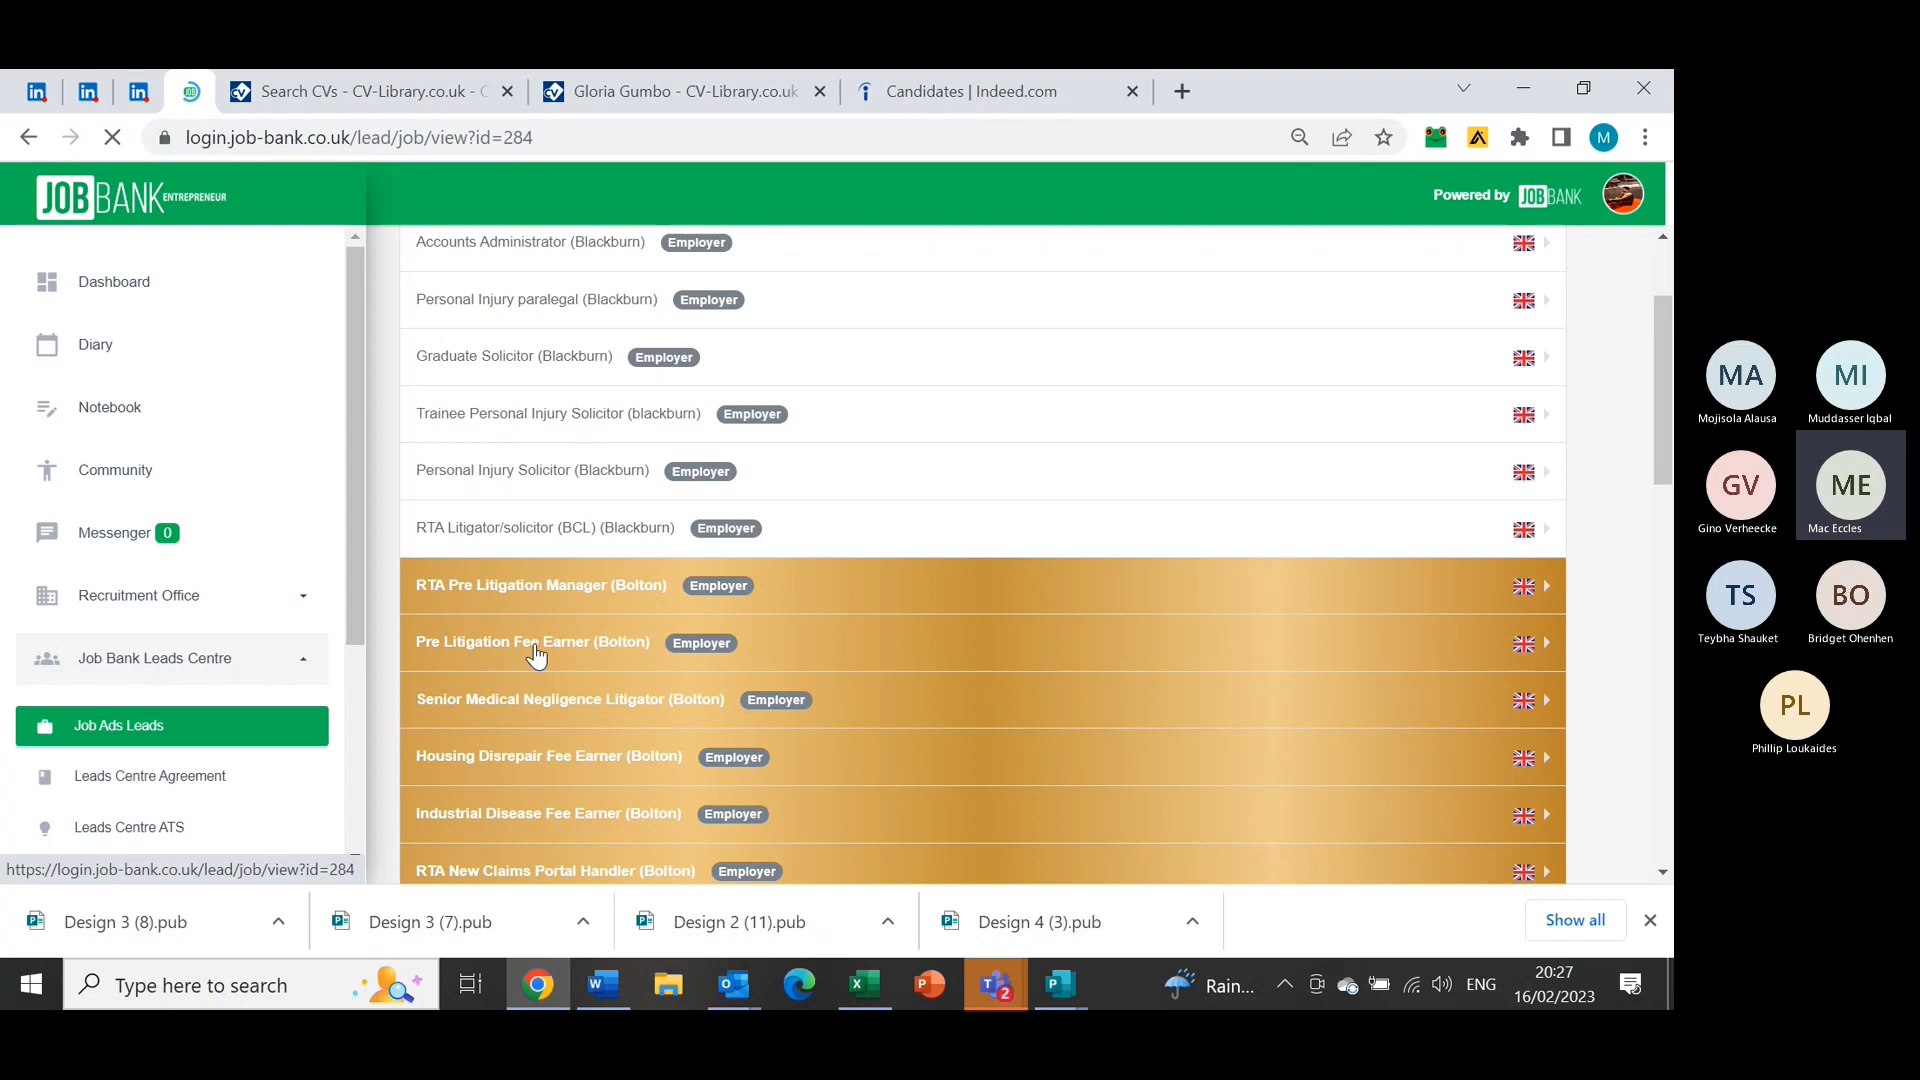 Search CVs - CV-Library.co.uk - C
Gloria Gumbo - CV-Library.co.uk
Candidates | Indeed.com
login.job-bank.co.uk/lead/job/view?id=284
M
JOBBANK ENTREPRENEUR
Powered by JOBBANK
Dashboard
Diary
Notebook
Community
Messenger 0
Recruitment Office
Job Bank Leads Centre
Job Ads Leads
Leads Centre Agreement
Leads Centre ATS
https://login.job-bank.co.uk/lead/job/view?id=284
Accounts Administrator (Blackburn) Employer
Personal Injury paralegal (Blackburn) Employer
Graduate Solicitor (Blackburn) Employer
Trainee Personal Injury Solicitor (blackburn) Employer
Personal Injury Solicitor (Blackburn) Employer
RTA Litigator/solicitor (BCL) (Blackburn) Employer
RTA Pre Litigation Manager (Bolton) Employer
Pre Litigation Fee Earner (Bolton) Employer
Senior Medical Negligence Litigator (Bolton) Employer
Housing Disrepair Fee Earner (Bolton) Employer
Industrial Disease Fee Earner (Bolton) Employer
RTA New Claims Portal Handler (Bolton) Employer
Design 3 (8).pub
Design 3 (7).pub
Design 2 (11).pub
Design 4 (3).pub
Show all
Type here to search
2
Rain...
ENG
20:27
16/02/2023
MA
Mojisola Alausa
MI
Muddasser Iqbal
GV
Gino Verheecke
ME
Mac Eccles
TS
Teybha Shauket
BO
Bridget Ohenhen
PL
Phillip Loukaides